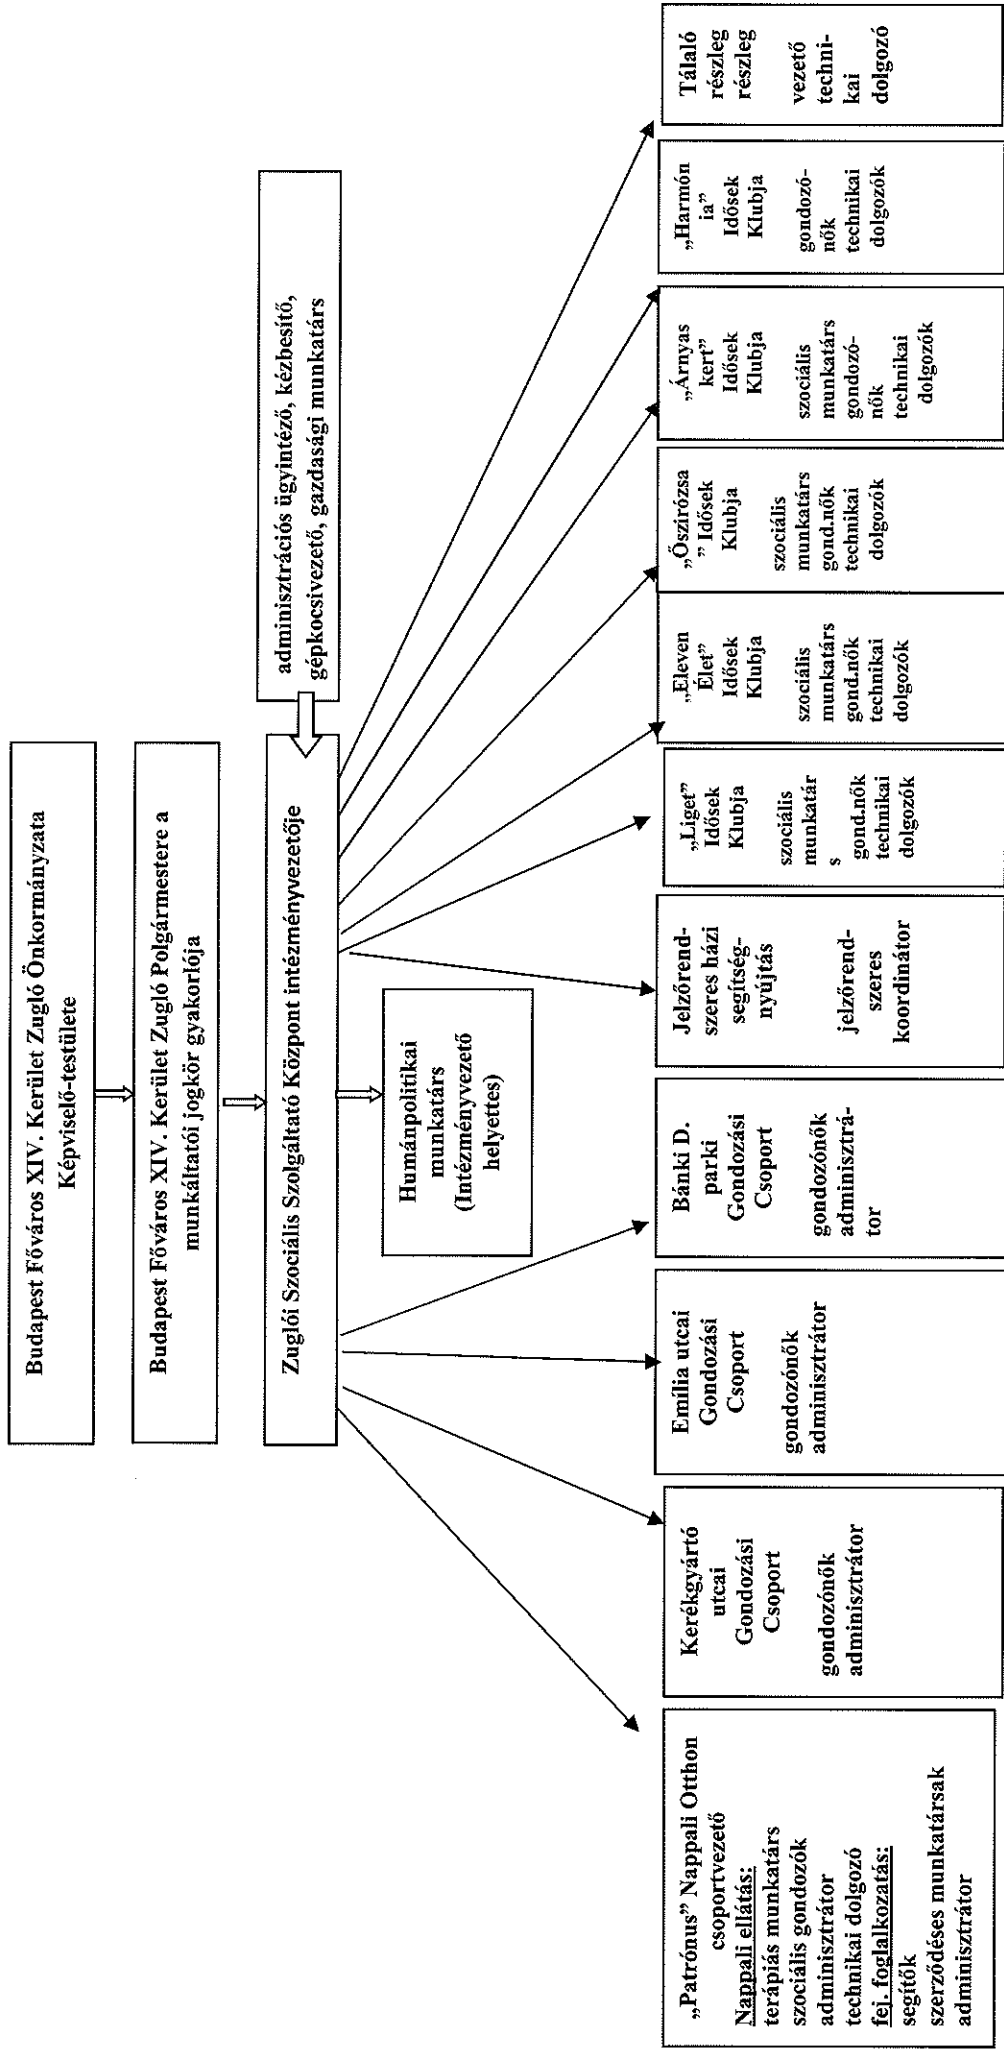 Budapest Főváros XIV. Kerület Zugló Önkormányzata
Képviselő-testülete
Budapest Főváros XIV. Kerület Zugló Polgármestere a
munkáltatói jogkör gyakorlója
Zuglói Szociális Szolgáltató Központ intézményvezetője
adminisztrációs ügyintéző, kézbesítő,
gépkocsivezető, gazdasági munkatárs
Humánpolitikai
munkatárs
(Intézményvezető
helyettes)
„Patrónus” Nappali Otthon
csoportvezető
Nappali ellátás:
terápiás munkatárs
szociális gondozók
adminisztrátor
technikai dolgozó
fej. foglalkozatás:
segítők
szerződéses munkatársak
adminisztrátor
Kerékgyártó
utcai
Gondozási
Csoport
gondozónők
adminisztrátor
Emília utcai
Gondozási
Csoport
gondozónők
adminisztrátor
Bánki D.
parki
Gondozási
Csoport
gondozónők
adminisztrá-
tor
Jelzőrend-
szeres házi
segítség-
nyújtás
jelzőrend-
szeres
koordinátor
„Liget”
Idősek
Klubja
szociális
munkatár
s
gond.nők
technikai
dolgozók
„Eleven
Élet”
Idősek
Klubja
szociális
munkatárs
gond.nők
technikai
dolgozók
„Őszirózsa
” Idősek
Klubja
szociális
munkatárs
gond.nők
technikai
dolgozók
„Árnyas
kert”
Idősek
Klubja
szociális
munkatárs
gondozó-
nők
technikai
dolgozók
„Harmón
ia”
Idősek
Klubja
gondozó-
nők
technikai
dolgozók
Tálaló
részleg
részleg
vezető
techni-
kai
dolgozó